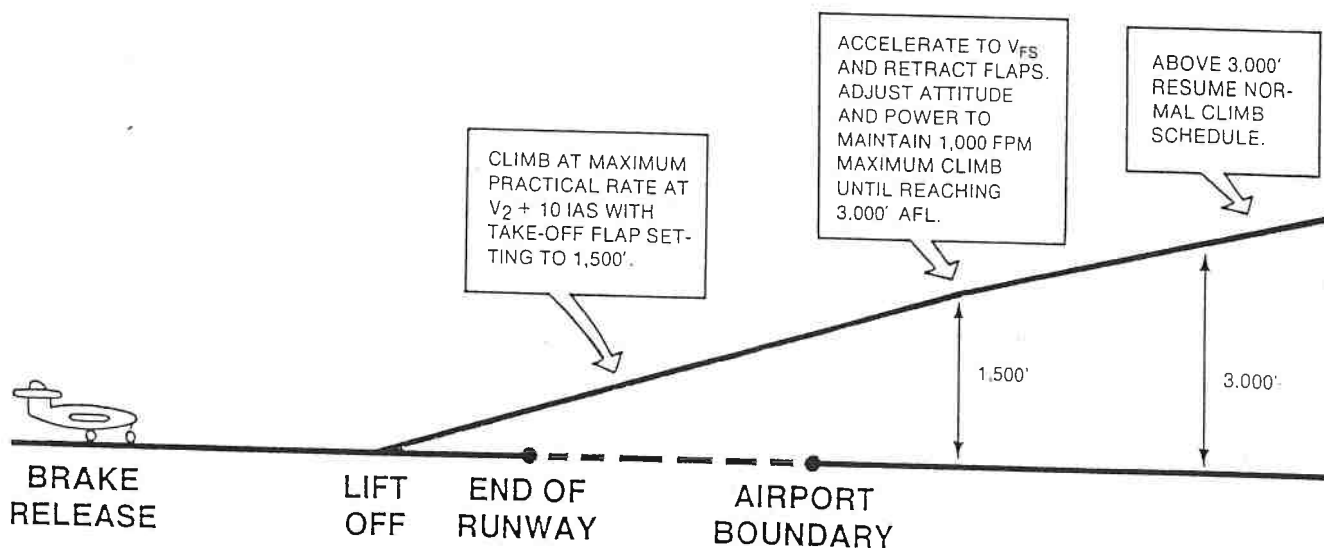 CLIMB AT MAXIMUM
PRACTICAL RATE AT
V2 + 10 IAS WITH
TAKE-OFF FLAP SET-
TING TO 1,500'.
ACCELERATE TO VFS
AND RETRACT FLAPS.
ADJUST ATTITUDE
AND POWER TO
MAINTAIN 1,000 FPM
MAXIMUM CLIMB
UNTIL REACHING
3.000' AFL.
ABOVE 3.000'
RESUME NOR-
MAL CLIMB
SCHEDULE.
1,500'
3.000'
BRAKE
RELEASE
LIFT
OFF
END OF
RUNWAY
AIRPORT
BOUNDARY